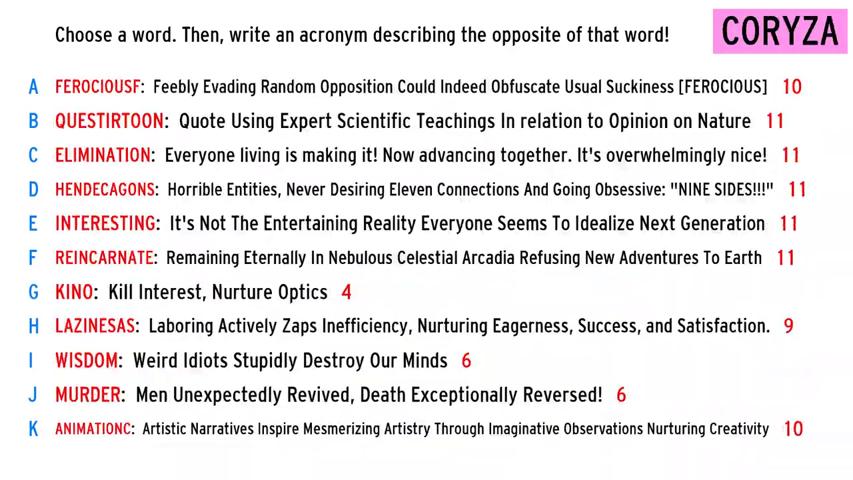 Choose a word. Then, write an acronym describing the opposite of that word!
CORYZA
A FEROCIOUSF: Feebly Evading Random Opposition Could Indeed Obfuscate Usual Suckiness [FEROCIOUS] 10
B QUESTIRTOON: Quote Using Expert Scientific Teachings In relation to Opinion on Nature 11
C ELIMINATION: Everyone living is making it! Now advancing together. It's overwhelmingly nice! 11
D HENDECAGONS: Horrible Entities, Never Desiring Eleven Connections And Going Obsessive: "NINE SIDES!!!" 11
E INTERESTING: It's Not The Entertaining Reality Everyone Seems To Idealize Next Generation 11
F REINCARNATE: Remaining Eternally In Nebulous Celestial Arcadia Refusing New Adventures To Earth 11
G KINO: Kill Interest, Nurture Optics 4
H LAZINESAS: Laboring Actively Zaps Inefficiency, Nurturing Eagerness, Success, and Satisfaction. 9
I WISDOM: Weird Idiots Stupidly Destroy Our Minds 6
J MURDER: Men Unexpectedly Revived, Death Exceptionally Reversed! 6
K ANIMATIONC: Artistic Narratives Inspire Mesmerizing Artistry Through Imaginative Observations Nurturing Creativity 10